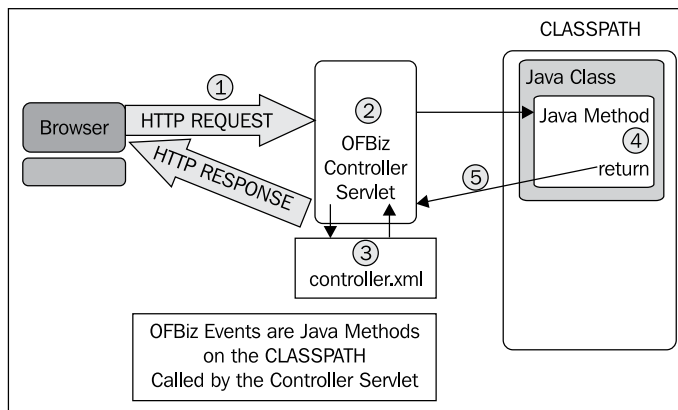 CLASSPATH
1
Browser
HTTP REQUEST
HTTP RESPONSE
2
OFBiz
Controller
Servlet
3
controller.xml
Java Class
Java Method
4
return
5
OFBiz Events are Java Methods
on the CLASSPATH
Called by the Controller Servlet